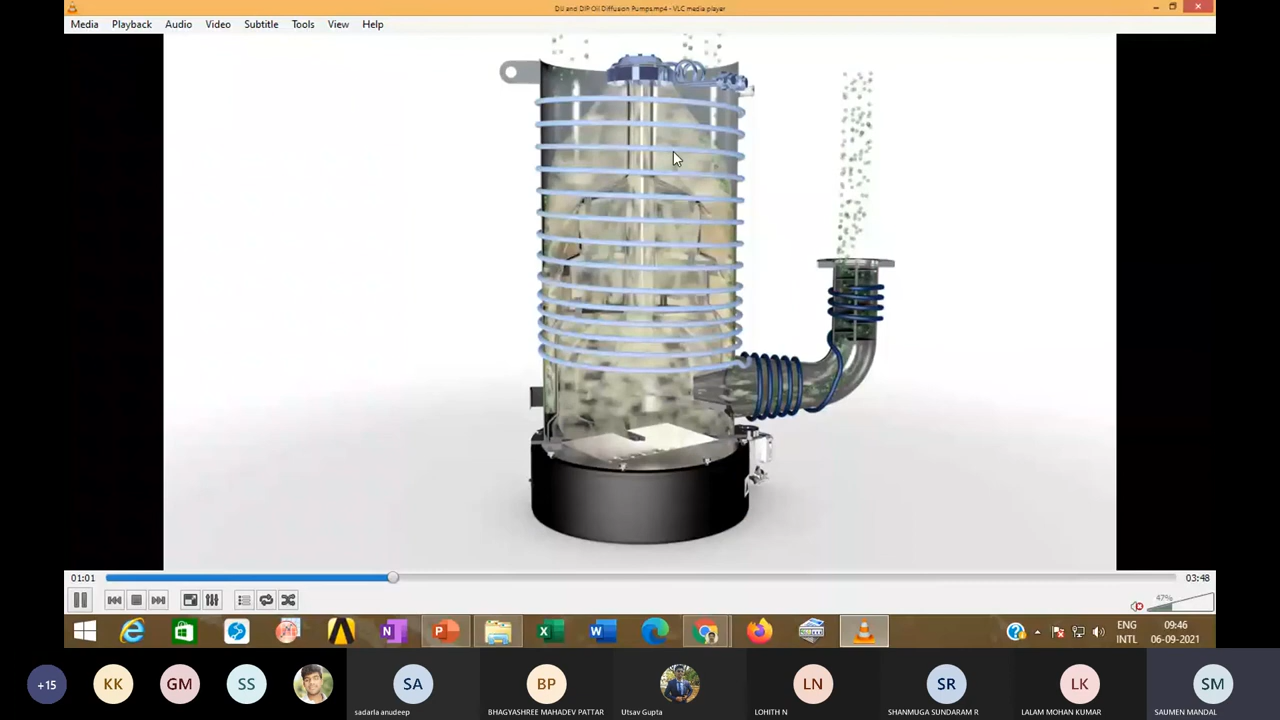 DIJ and DIP Oil Diffusion Pumps.mp4 - VLC media player
Media Playback Audio Video Subtitle Tools View Help
01:01
03:48
47%
N P X W
ENG
INTL
09:46
06-09-2021
+15 KK GM SS SA BP LN SR LK SM
sadarla anudeep BHAGYASHREE MAHADEV PATTAR Utsav Gupta LOHITH N SHANMUGA SUNDARAM R LALAM MOHAN KUMAR SAUMEN MANDAL